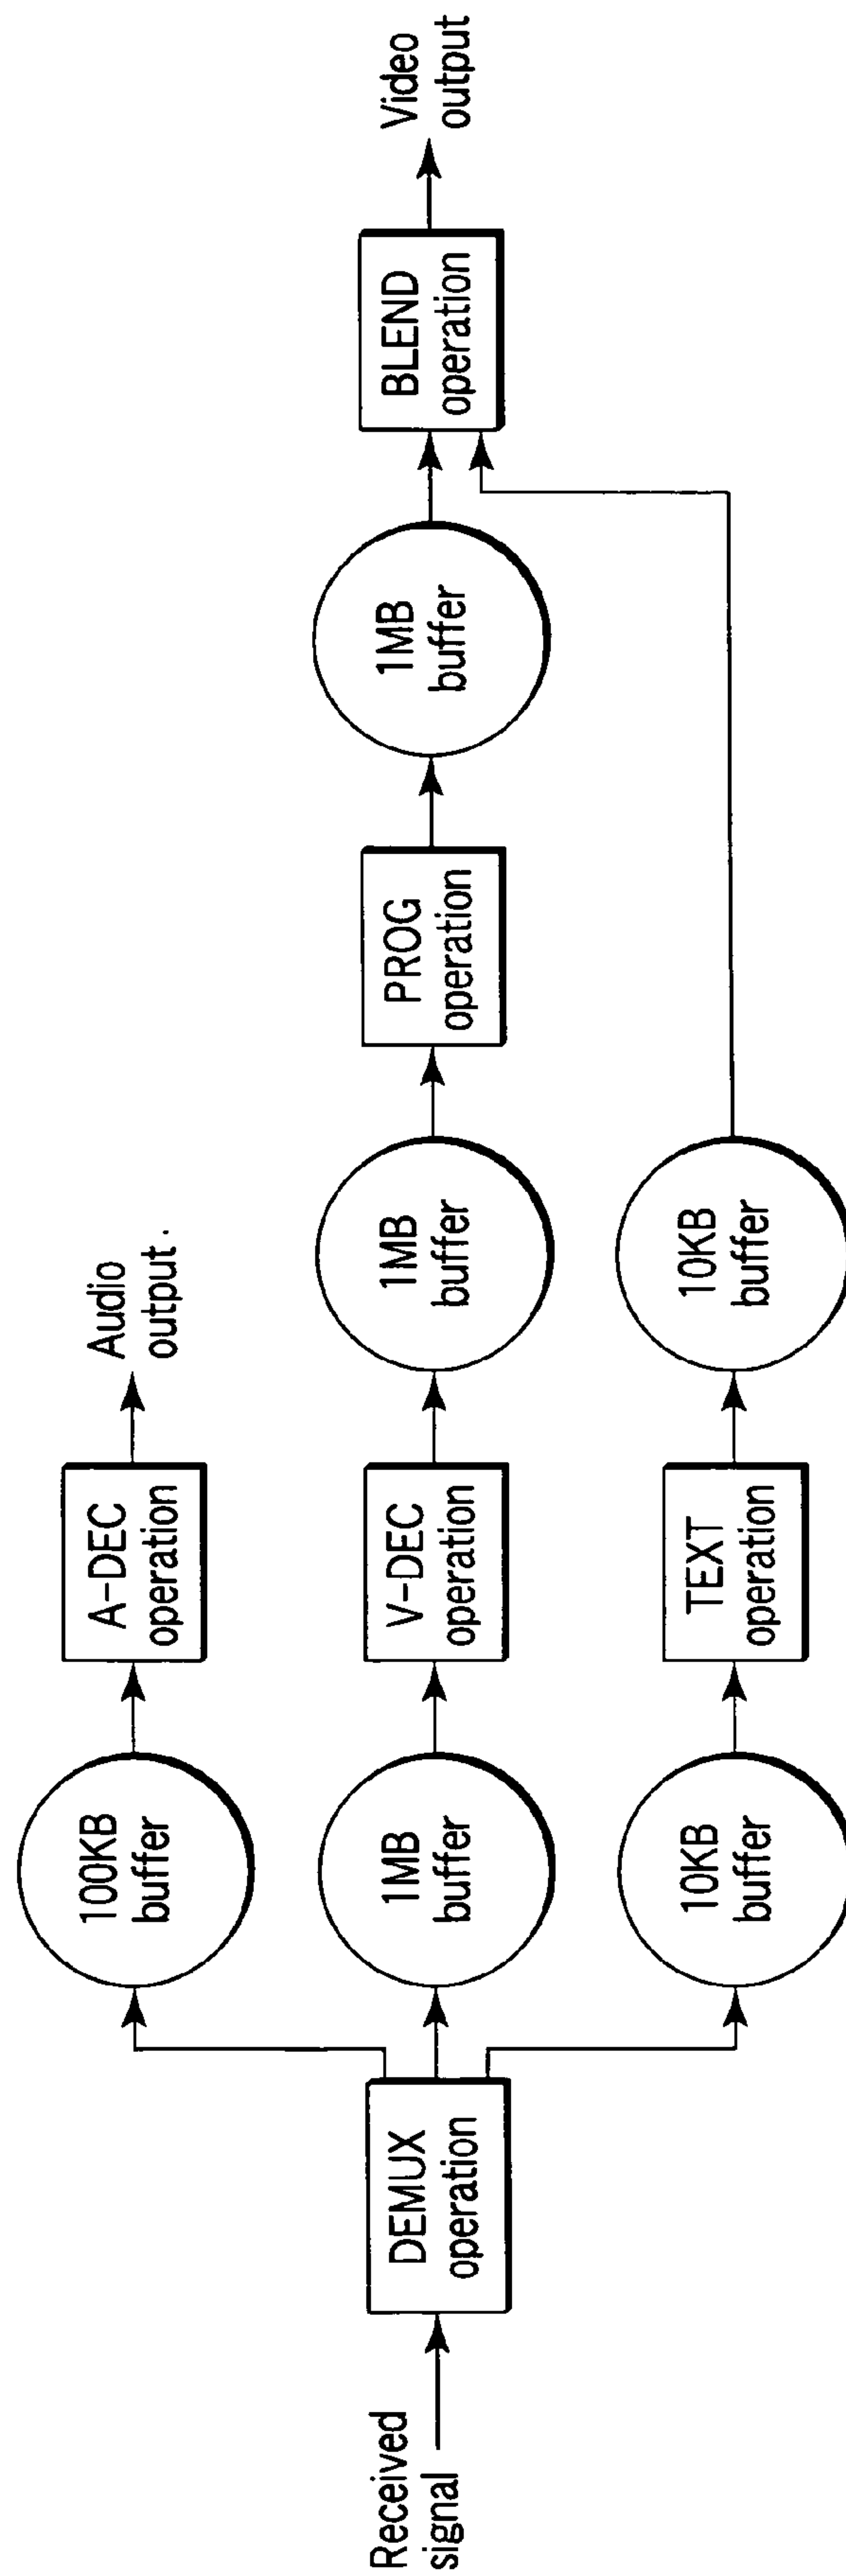 Received
signal
DEMUX
operation
100KB
buffer
A-DEC
operation
Audio
output.
1MB
buffer
V-DEC
operation
1MB
buffer
PROG
operation
1MB
buffer
BLEND
operation
Video
output
10KB
buffer
TEXT
operation
10KB
buffer